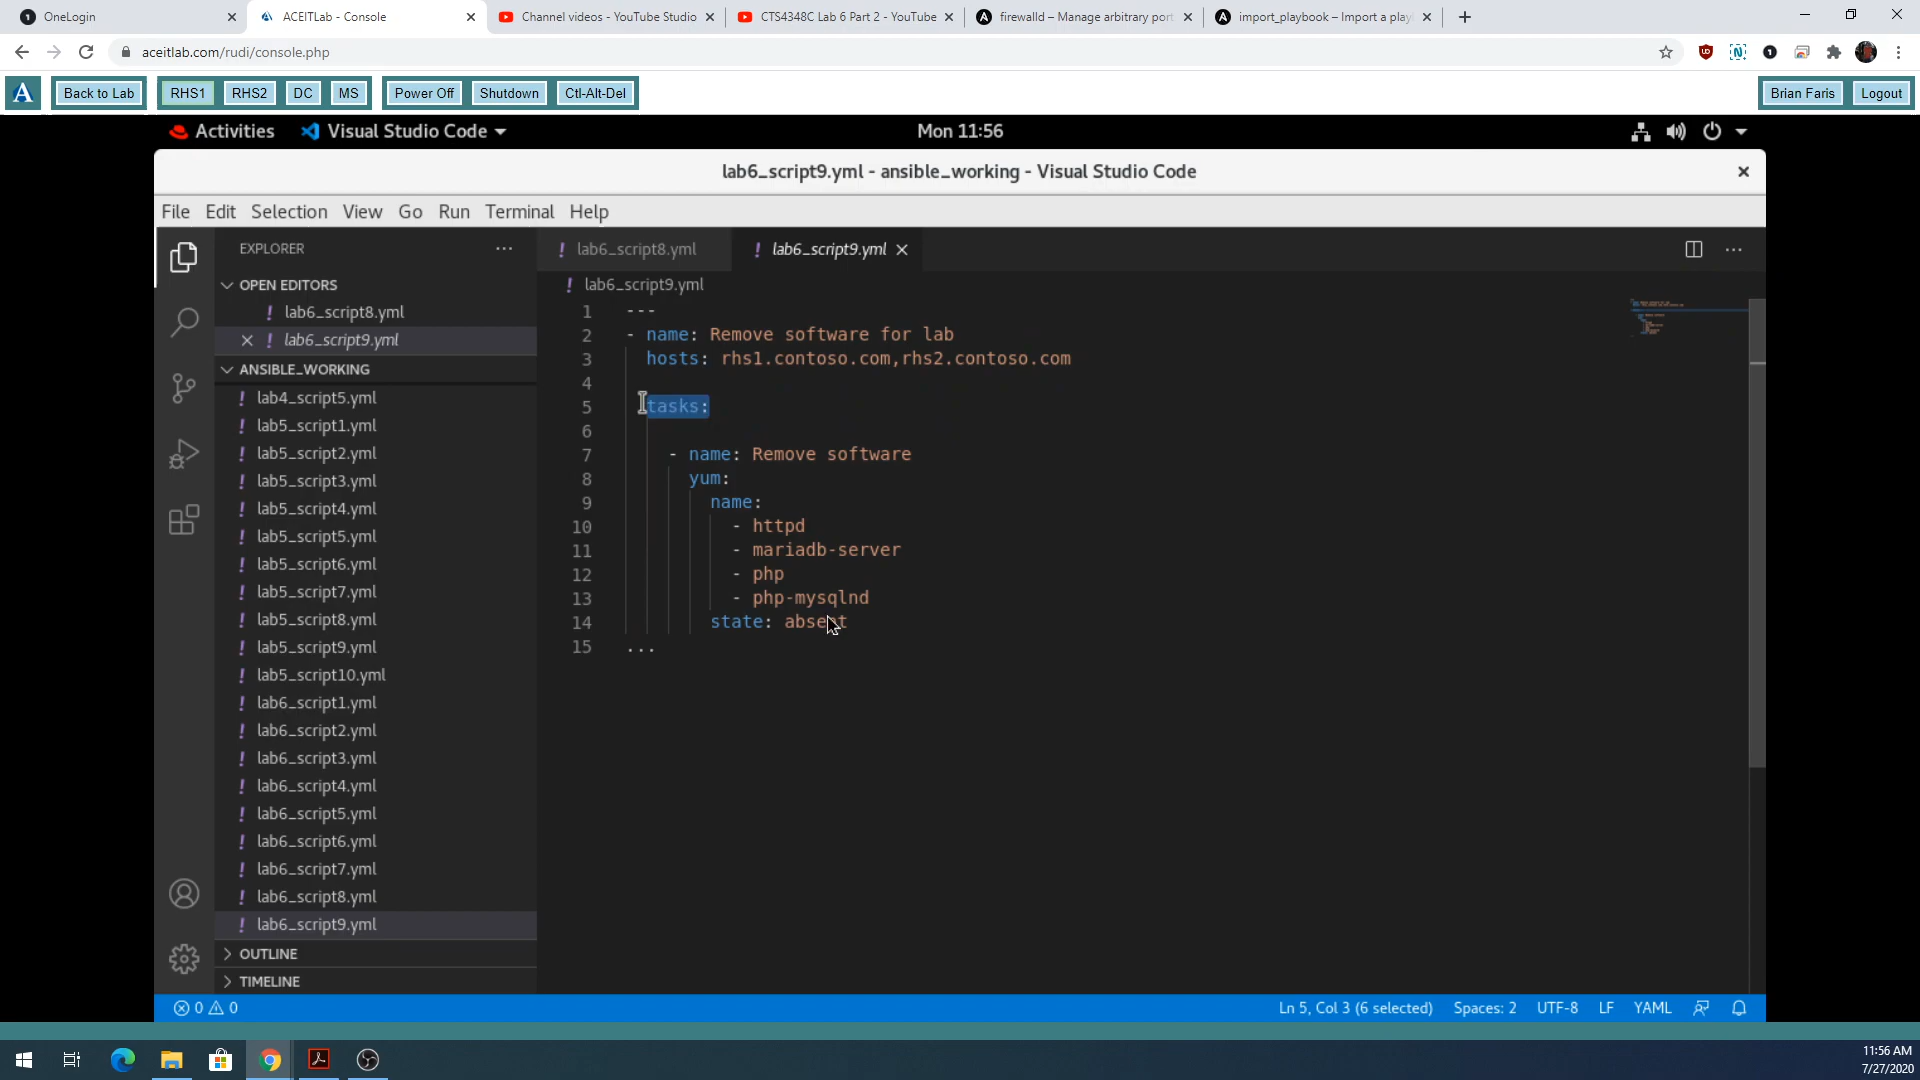 OneLogin
ACEITLab - Console
Channel videos - YouTube Studio
CTS4348C Lab 6 Part 2 - YouTube
firewalld – Manage arbitrary port
import_playbook – Import a play
aceitlab.com/rudi/console.php
Back to Lab
RHS1
RHS2
DC
MS
Power Off
Shutdown
Ctl-Alt-Del
Brian Faris
Logout
Activities
Visual Studio Code
Mon 11:56
lab6_script9.yml - ansible_working - Visual Studio Code
File Edit Selection View Go Run Terminal Help
EXPLORER
OPEN EDITORS
! lab6_script8.yml
! lab6_script9.yml
ANSIBLE_WORKING
! lab4_script5.yml
! lab5_script1.yml
! lab5_script2.yml
! lab5_script3.yml
! lab5_script4.yml
! lab5_script5.yml
! lab5_script6.yml
! lab5_script7.yml
! lab5_script8.yml
! lab5_script9.yml
! lab5_script10.yml
! lab6_script1.yml
! lab6_script2.yml
! lab6_script3.yml
! lab6_script4.yml
! lab6_script5.yml
! lab6_script6.yml
! lab6_script7.yml
! lab6_script8.yml
! lab6_script9.yml
OUTLINE
TIMELINE
! lab6_script8.yml
! lab6_script9.yml
! lab6_script9.yml
1 ---
2 - name: Remove software for lab
3 hosts: rhs1.contoso.com,rhs2.contoso.com
4
5 tasks:
6
7 - name: Remove software
8 yum:
9 name:
10 - httpd
11 - mariadb-server
12 - php
13 - php-mysqlnd
14 state: absent
15 ...
0 0
Ln 5, Col 3 (6 selected) Spaces: 2 UTF-8 LF YAML
11:56 AM
7/27/2020